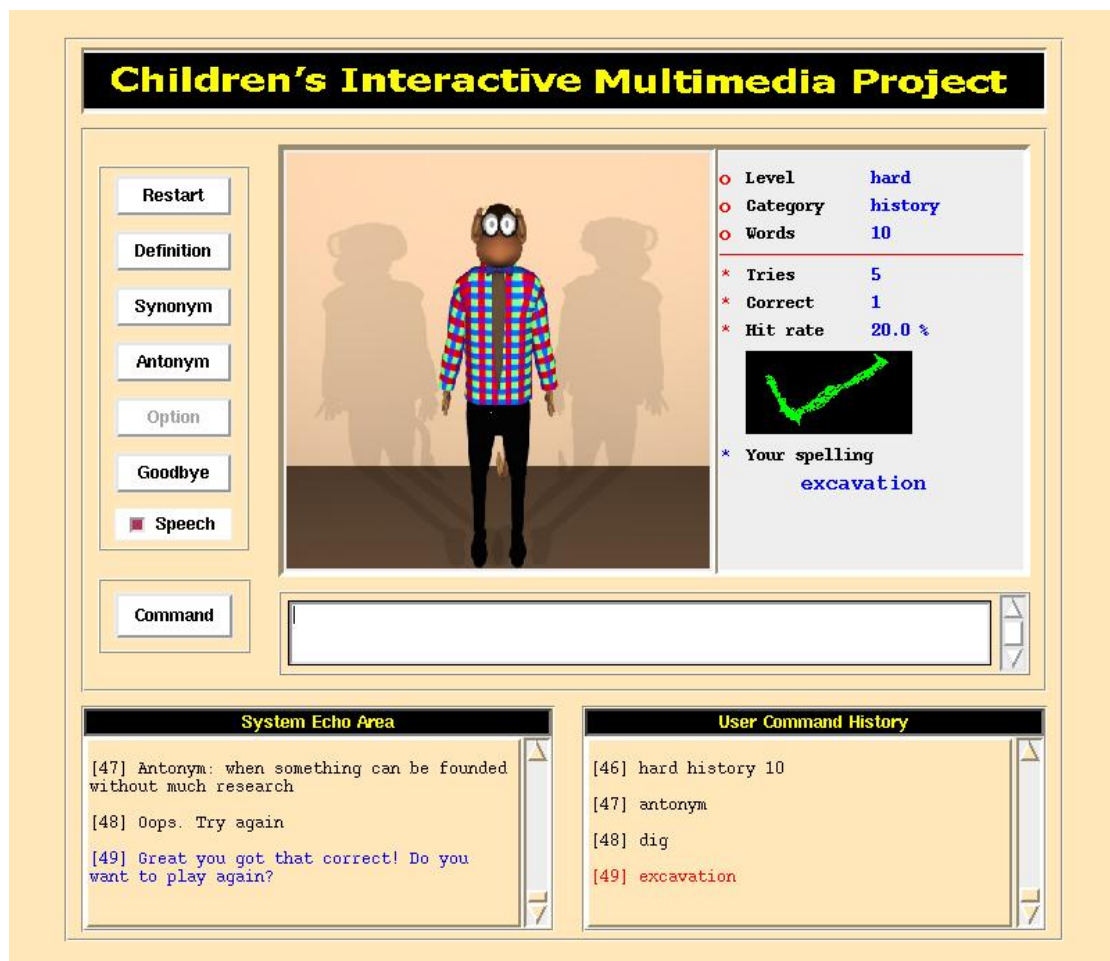 Children's Interactive Multimedia Project
Restart
Definition
Synonym
Antonym
Option
Goodbye
Speech
Command
o Level hard
o Category history
o Words 10
* Tries 5
* Correct 1
* Hit rate 20.0 %
* Your spelling
excavation
System Echo Area
[47] Antonym: when something can be founded
without much research
[48] Oops. Try again
[49] Great you got that correct! Do you
want to play again?
User Command History
[46] hard history 10
[47] antonym
[48] dig
[49] excavation